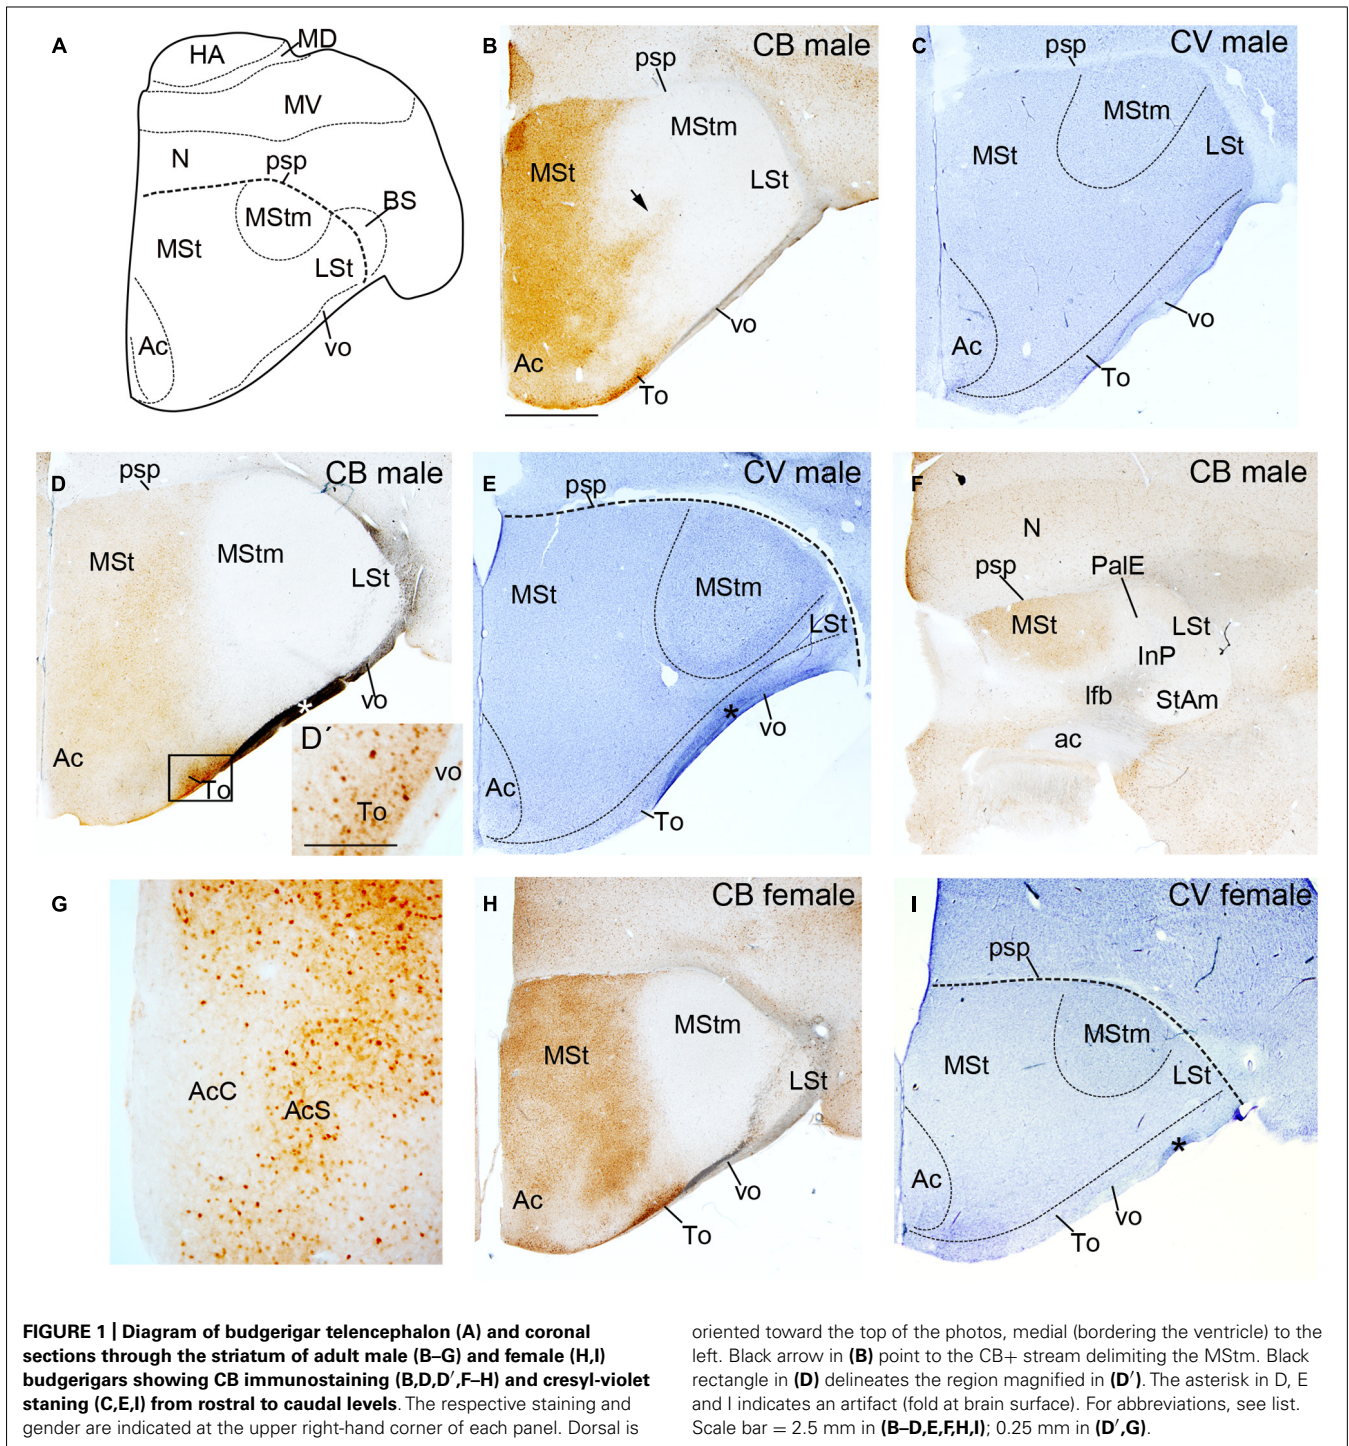 A
HA
MD
MV
N
psp
MStm
BS
MSt
LSt
Ac
vo
B
CB male
psp
MStm
MSt
LSt
Ac
vo
To
C
CV male
psp
MStm
MSt
LSt
Ac
vo
To
D
CB male
psp
MSt
MStm
LSt
*
vo
Ac
To
D′
vo
To
E
CV male
psp
MSt
MStm
LSt
*
vo
Ac
To
F
CB male
N
psp
PalE
MSt
LSt
InP
lfb
StAm
ac
G
AcC
AcS
H
CB female
MStm
MSt
LSt
Ac
vo
To
I
CV female
psp
MStm
MSt
LSt
*
Ac
vo
To
FIGURE 1 | Diagram of budgerigar telencephalon (A) and coronal
sections through the striatum of adult male (B–G) and female (H,I)
budgerigars showing CB immunostaining (B,D,D′,F–H) and cresyl-violet
staning (C,E,I) from rostral to caudal levels. The respective staining and
gender are indicated at the upper right-hand corner of each panel. Dorsal is
oriented toward the top of the photos, medial (bordering the ventricle) to the
left. Black arrow in (B) point to the CB+ stream delimiting the MStm. Black
rectangle in (D) delineates the region magnified in (D′). The asterisk in D, E
and I indicates an artifact (fold at brain surface). For abbreviations, see list.
Scale bar = 2.5 mm in (B–D,E,F,H,I); 0.25 mm in (D′,G).